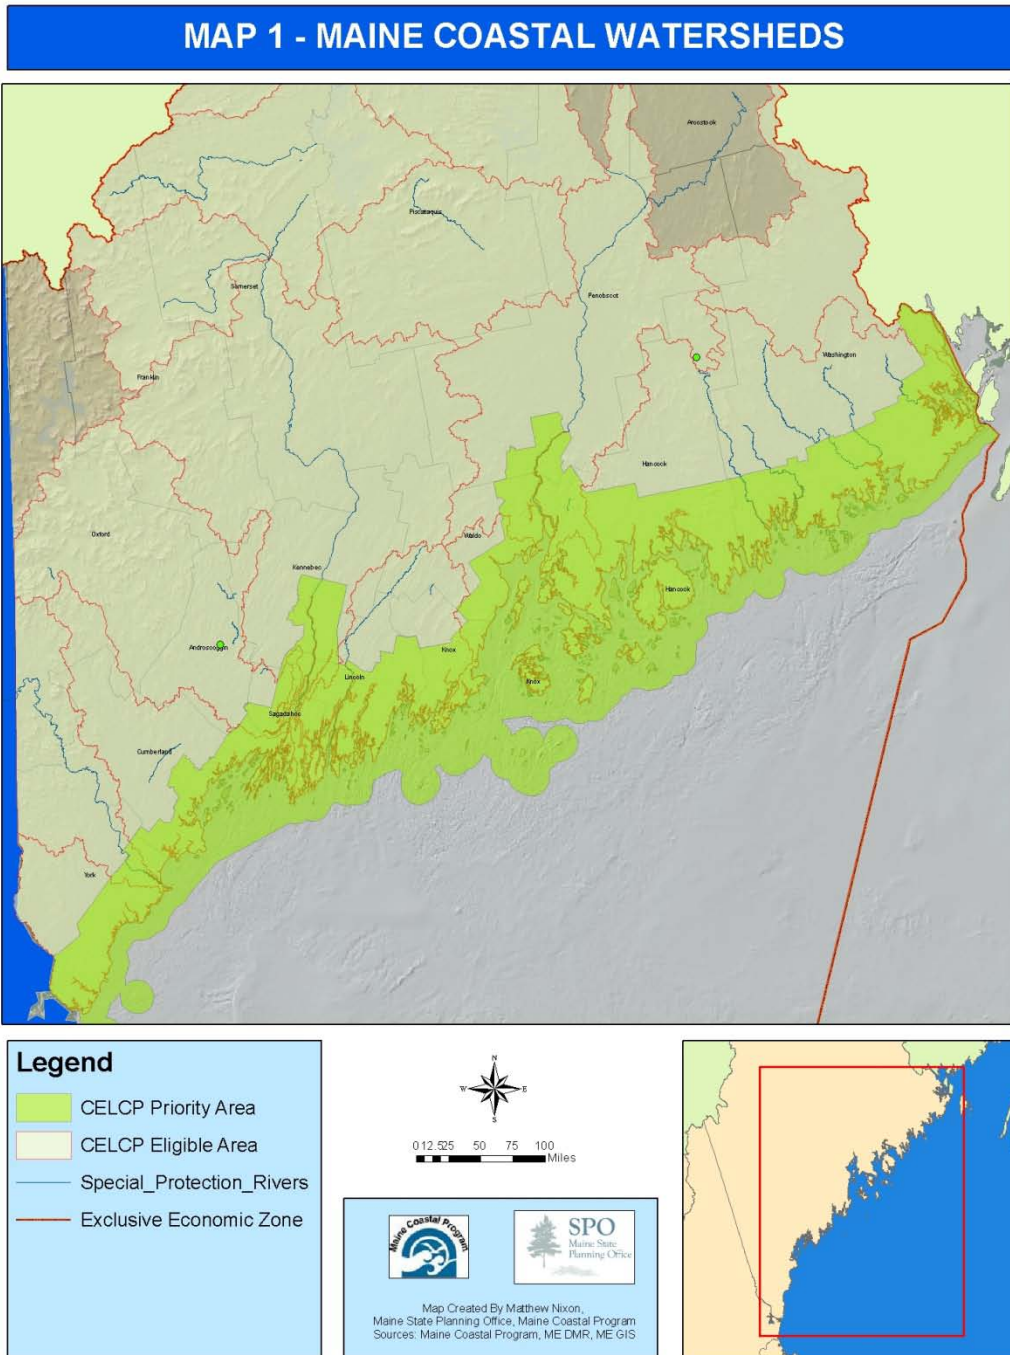 MAP 1 - MAINE COASTAL WATERSHEDS
Aroostook
Piscataquis
Somerset
Penobscot
Franklin
Washington
Hancock
Oxford
Waldo
Kennebec
Hancock
Androscoggin
Knox
Lincoln
Knox
Sagadahoc
Cumberland
York
Legend
CELCP Priority Area
CELCP Eligible Area
Special_Protection_Rivers
Exclusive Economic Zone
N
W E
S
0 12.525 50 75 100
Miles
Maine Coastal Program
SPO
Maine State
Planning Office
Map Created By Matthew Nixon,
Maine State Planning Office, Maine Coastal Program
Sources: Maine Coastal Program, ME DMR, ME GIS